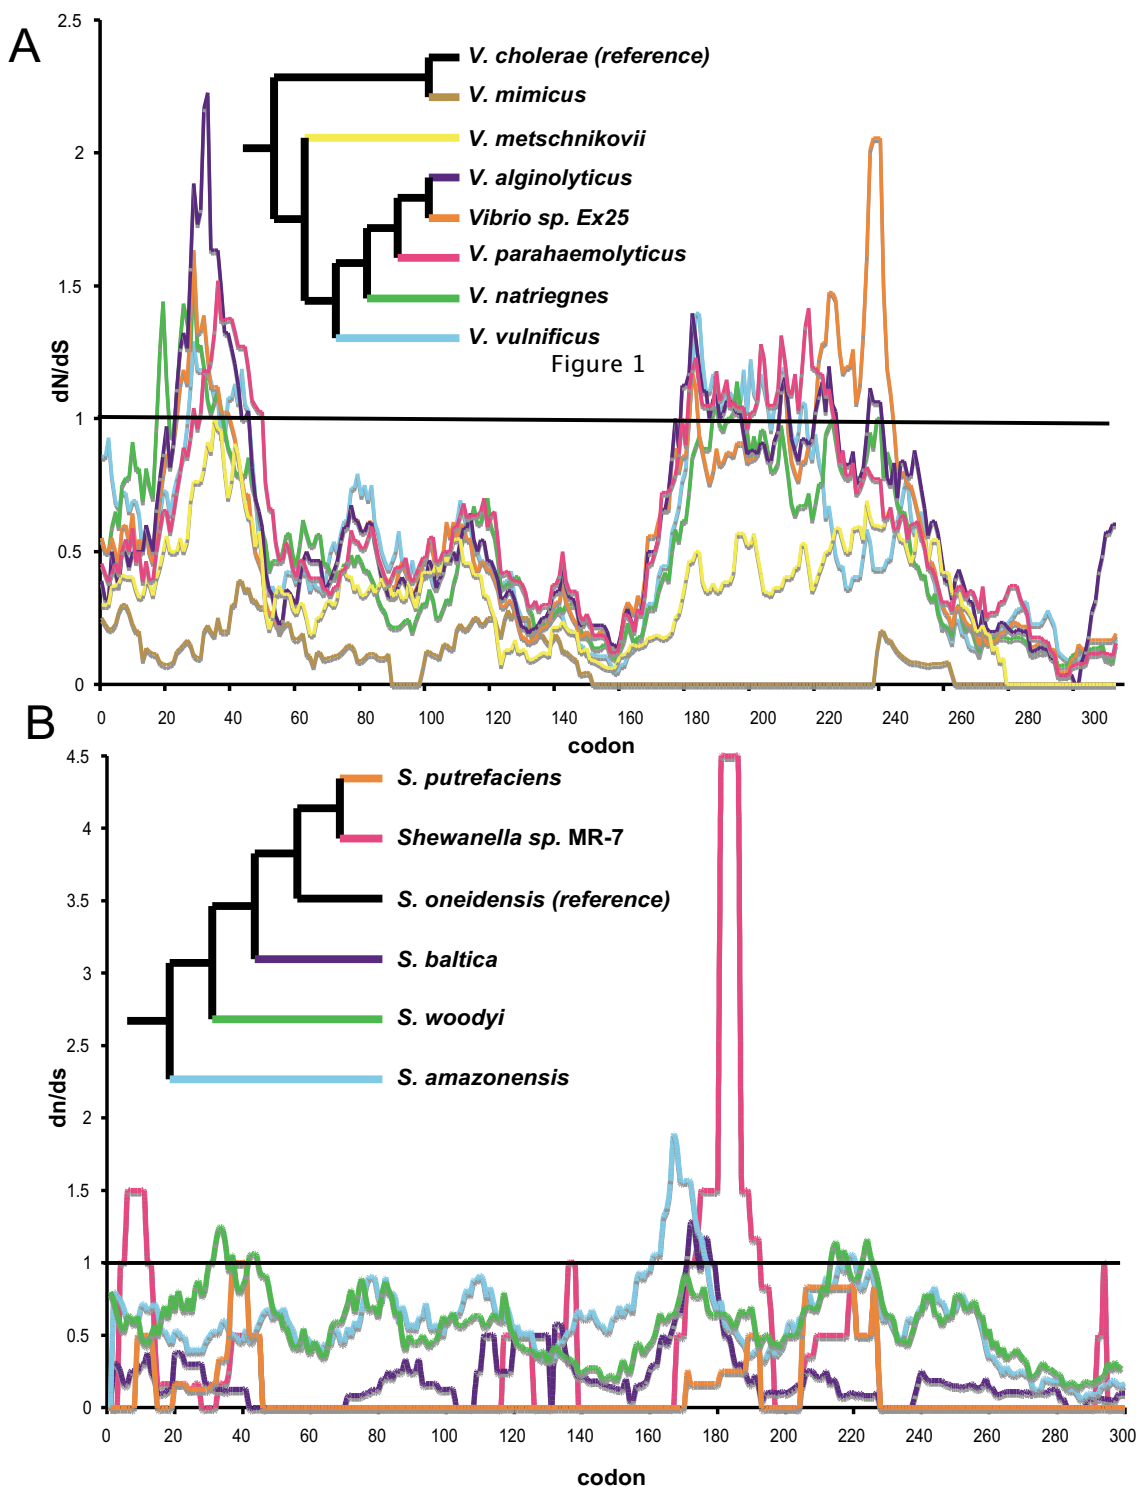 A
2.5
2
1.5
1
0.5
0
dN/dS
V. cholerae (reference)
V. mimicus
V. metschnikovii
V. alginolyticus
Vibrio sp. Ex25
V. parahaemolyticus
V. natriegnes
V. vulnificus
Figure 1
0 20 40 60 80 100 120 140 160 180 200 220 240 260 280 300
codon
B
4.5
4
3.5
3
2.5
2
1.5
1
0.5
0
dn/ds
S. putrefaciens
Shewanella sp. MR-7
S. oneidensis (reference)
S. baltica
S. woodyi
S. amazonensis
0 20 40 60 80 100 120 140 160 180 200 220 240 260 280 300
codon